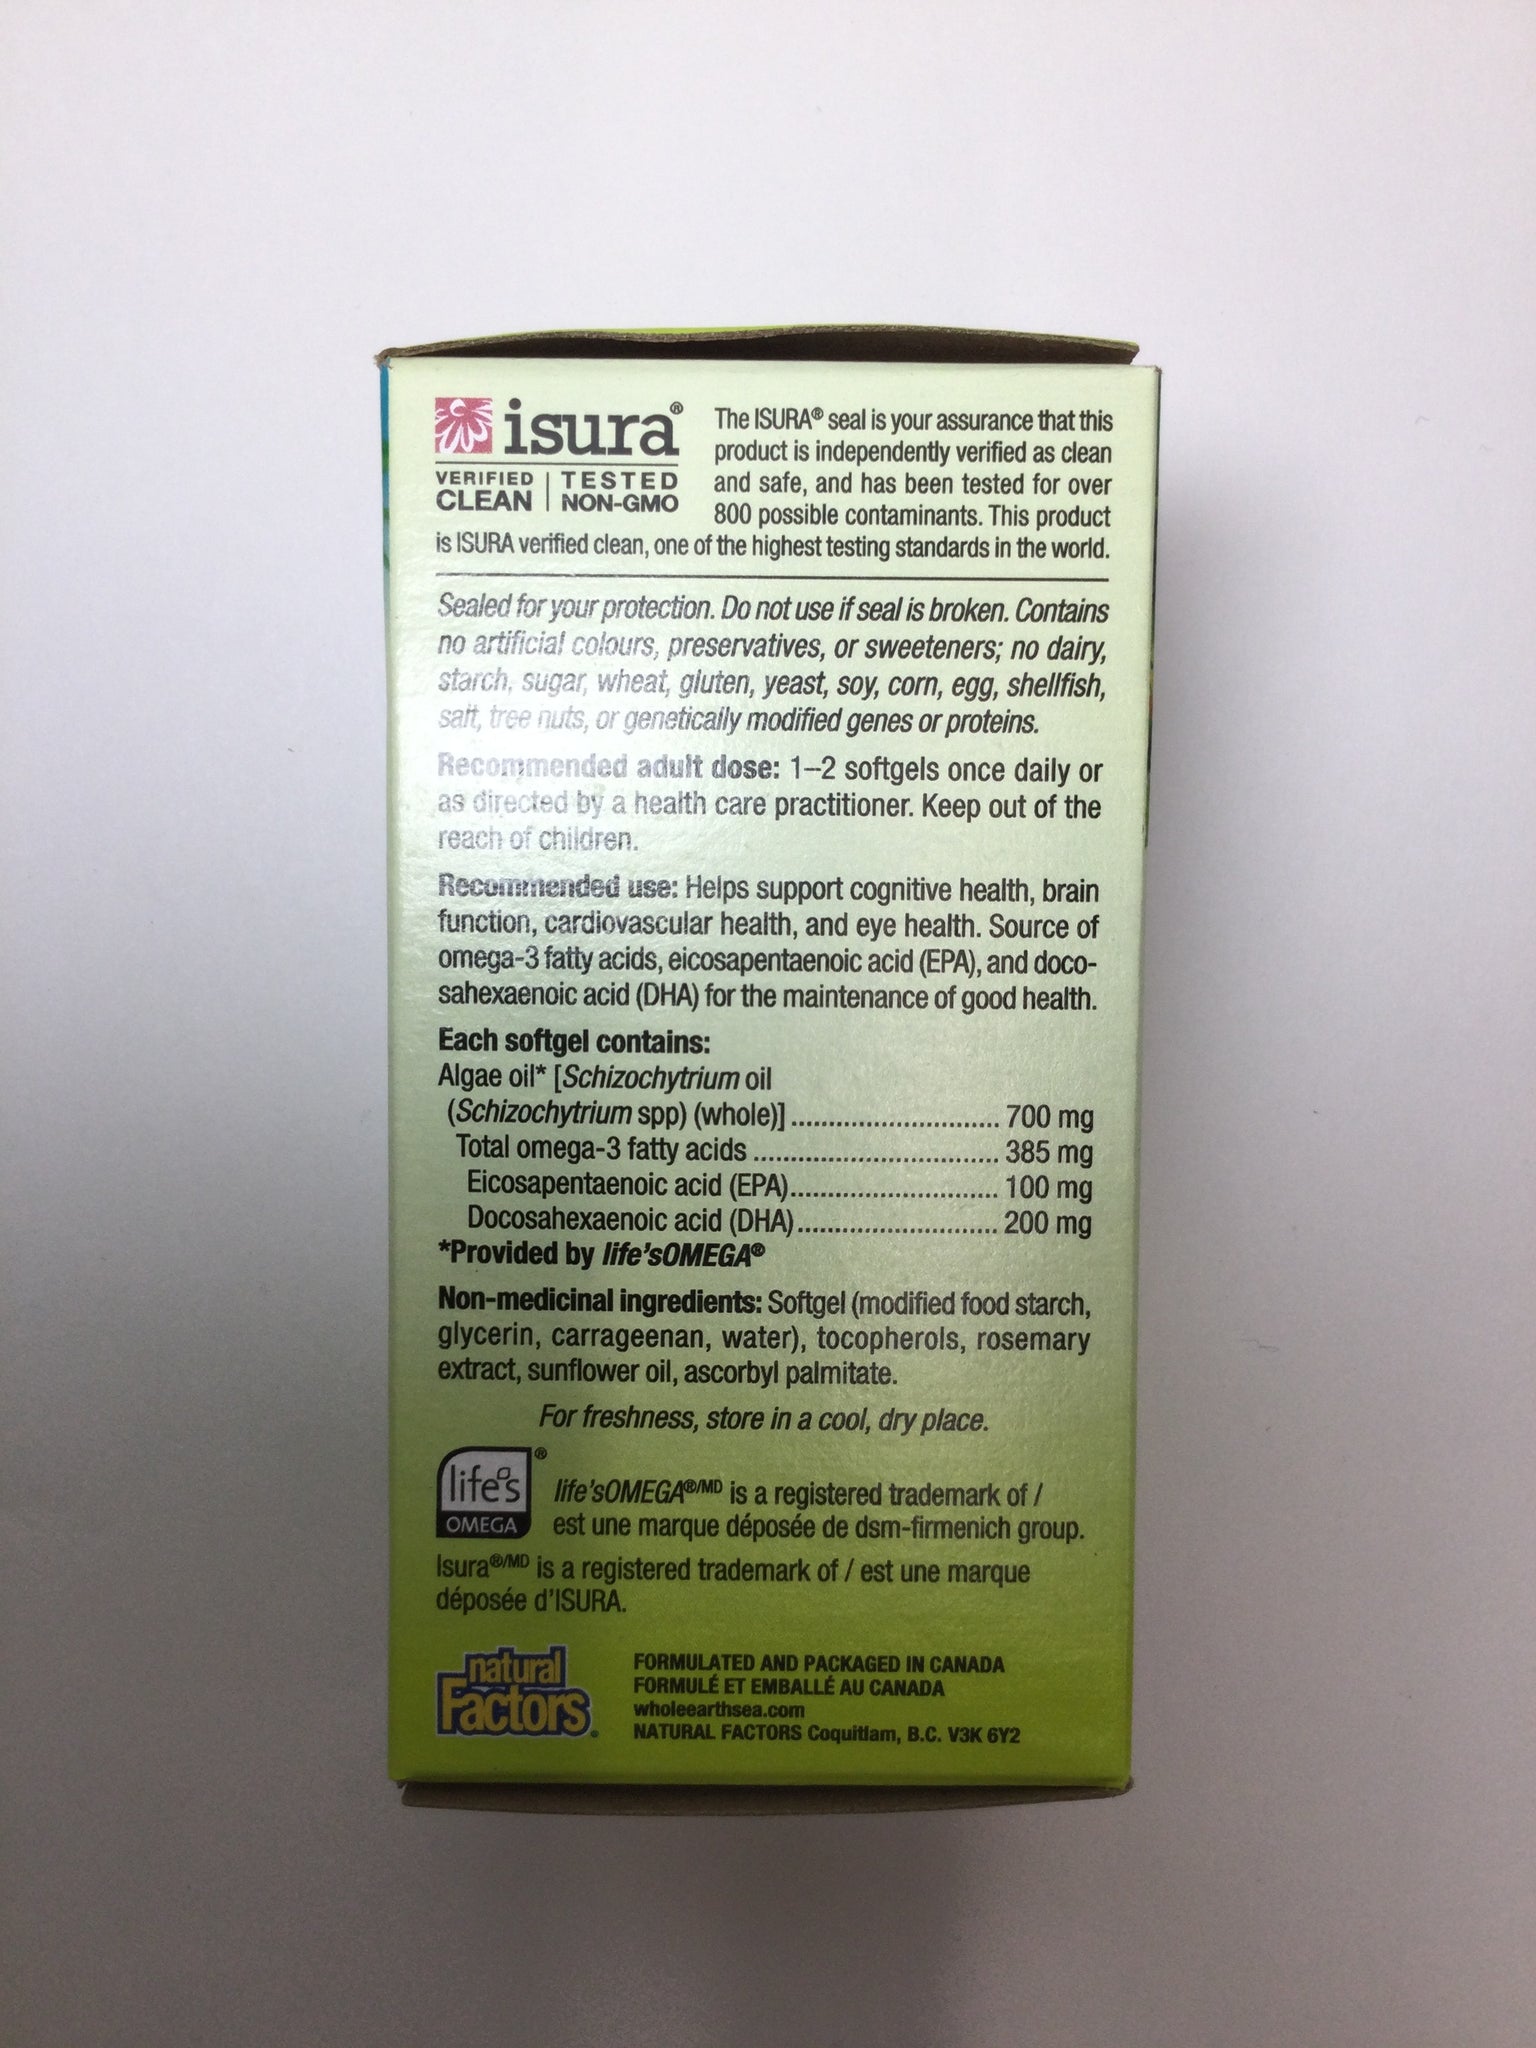 isura®
VERIFIED CLEAN | TESTED NON-GMO
The ISURA® seal is your assurance that this
product is independently verified as clean
and safe, and has been tested for over
800 possible contaminants. This product
is ISURA verified clean, one of the highest testing standards in the world.
Sealed for your protection. Do not use if seal is broken. Contains
no artificial colours, preservatives, or sweeteners; no dairy,
starch, sugar, wheat, gluten, yeast, soy, corn, egg, shellfish,
salt, tree nuts, or genetically modified genes or proteins.
Recommended adult dose: 1–2 softgels once daily or
as directed by a health care practitioner. Keep out of the
reach of children.
Recommended use: Helps support cognitive health, brain
function, cardiovascular health, and eye health. Source of
omega-3 fatty acids, eicosapentaenoic acid (EPA), and doco-
sahexaenoic acid (DHA) for the maintenance of good health.
Each softgel contains:
Algae oil* [Schizochytrium oil
(Schizochytrium spp) (whole)] ............................ 700 mg
Total omega-3 fatty acids ................................. 385 mg
Eicosapentaenoic acid (EPA)............................ 100 mg
Docosahexaenoic acid (DHA)........................... 200 mg
*Provided by life'sOMEGA®
Non-medicinal ingredients: Softgel (modified food starch,
glycerin, carrageenan, water), tocopherols, rosemary
extract, sunflower oil, ascorbyl palmitate.
For freshness, store in a cool, dry place.
life's®
OMEGA
life'sOMEGA®/MD is a registered trademark of /
est une marque déposée de dsm-firmenich group.
Isura®/MD is a registered trademark of / est une marque
déposée d'ISURA.
natural
Factors®
FORMULATED AND PACKAGED IN CANADA
FORMULÉ ET EMBALLÉ AU CANADA
wholeearthsea.com
NATURAL FACTORS Coquitlam, B.C. V3K 6Y2